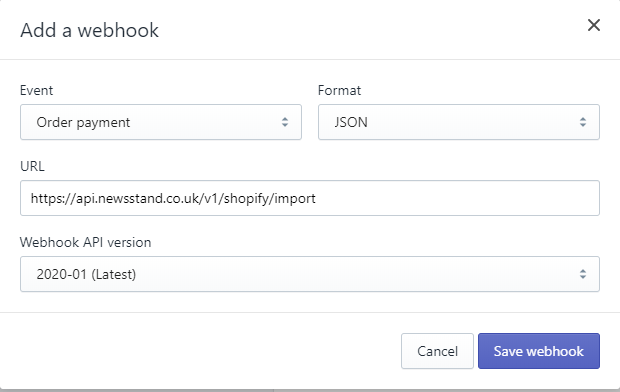 Add a webhook
Event
Format
Order payment
JSON
URL
https://api.newsstand.co.uk/v1/shopify/import
Webhook API version
2020-01 (Latest)
Cancel
Save webhook